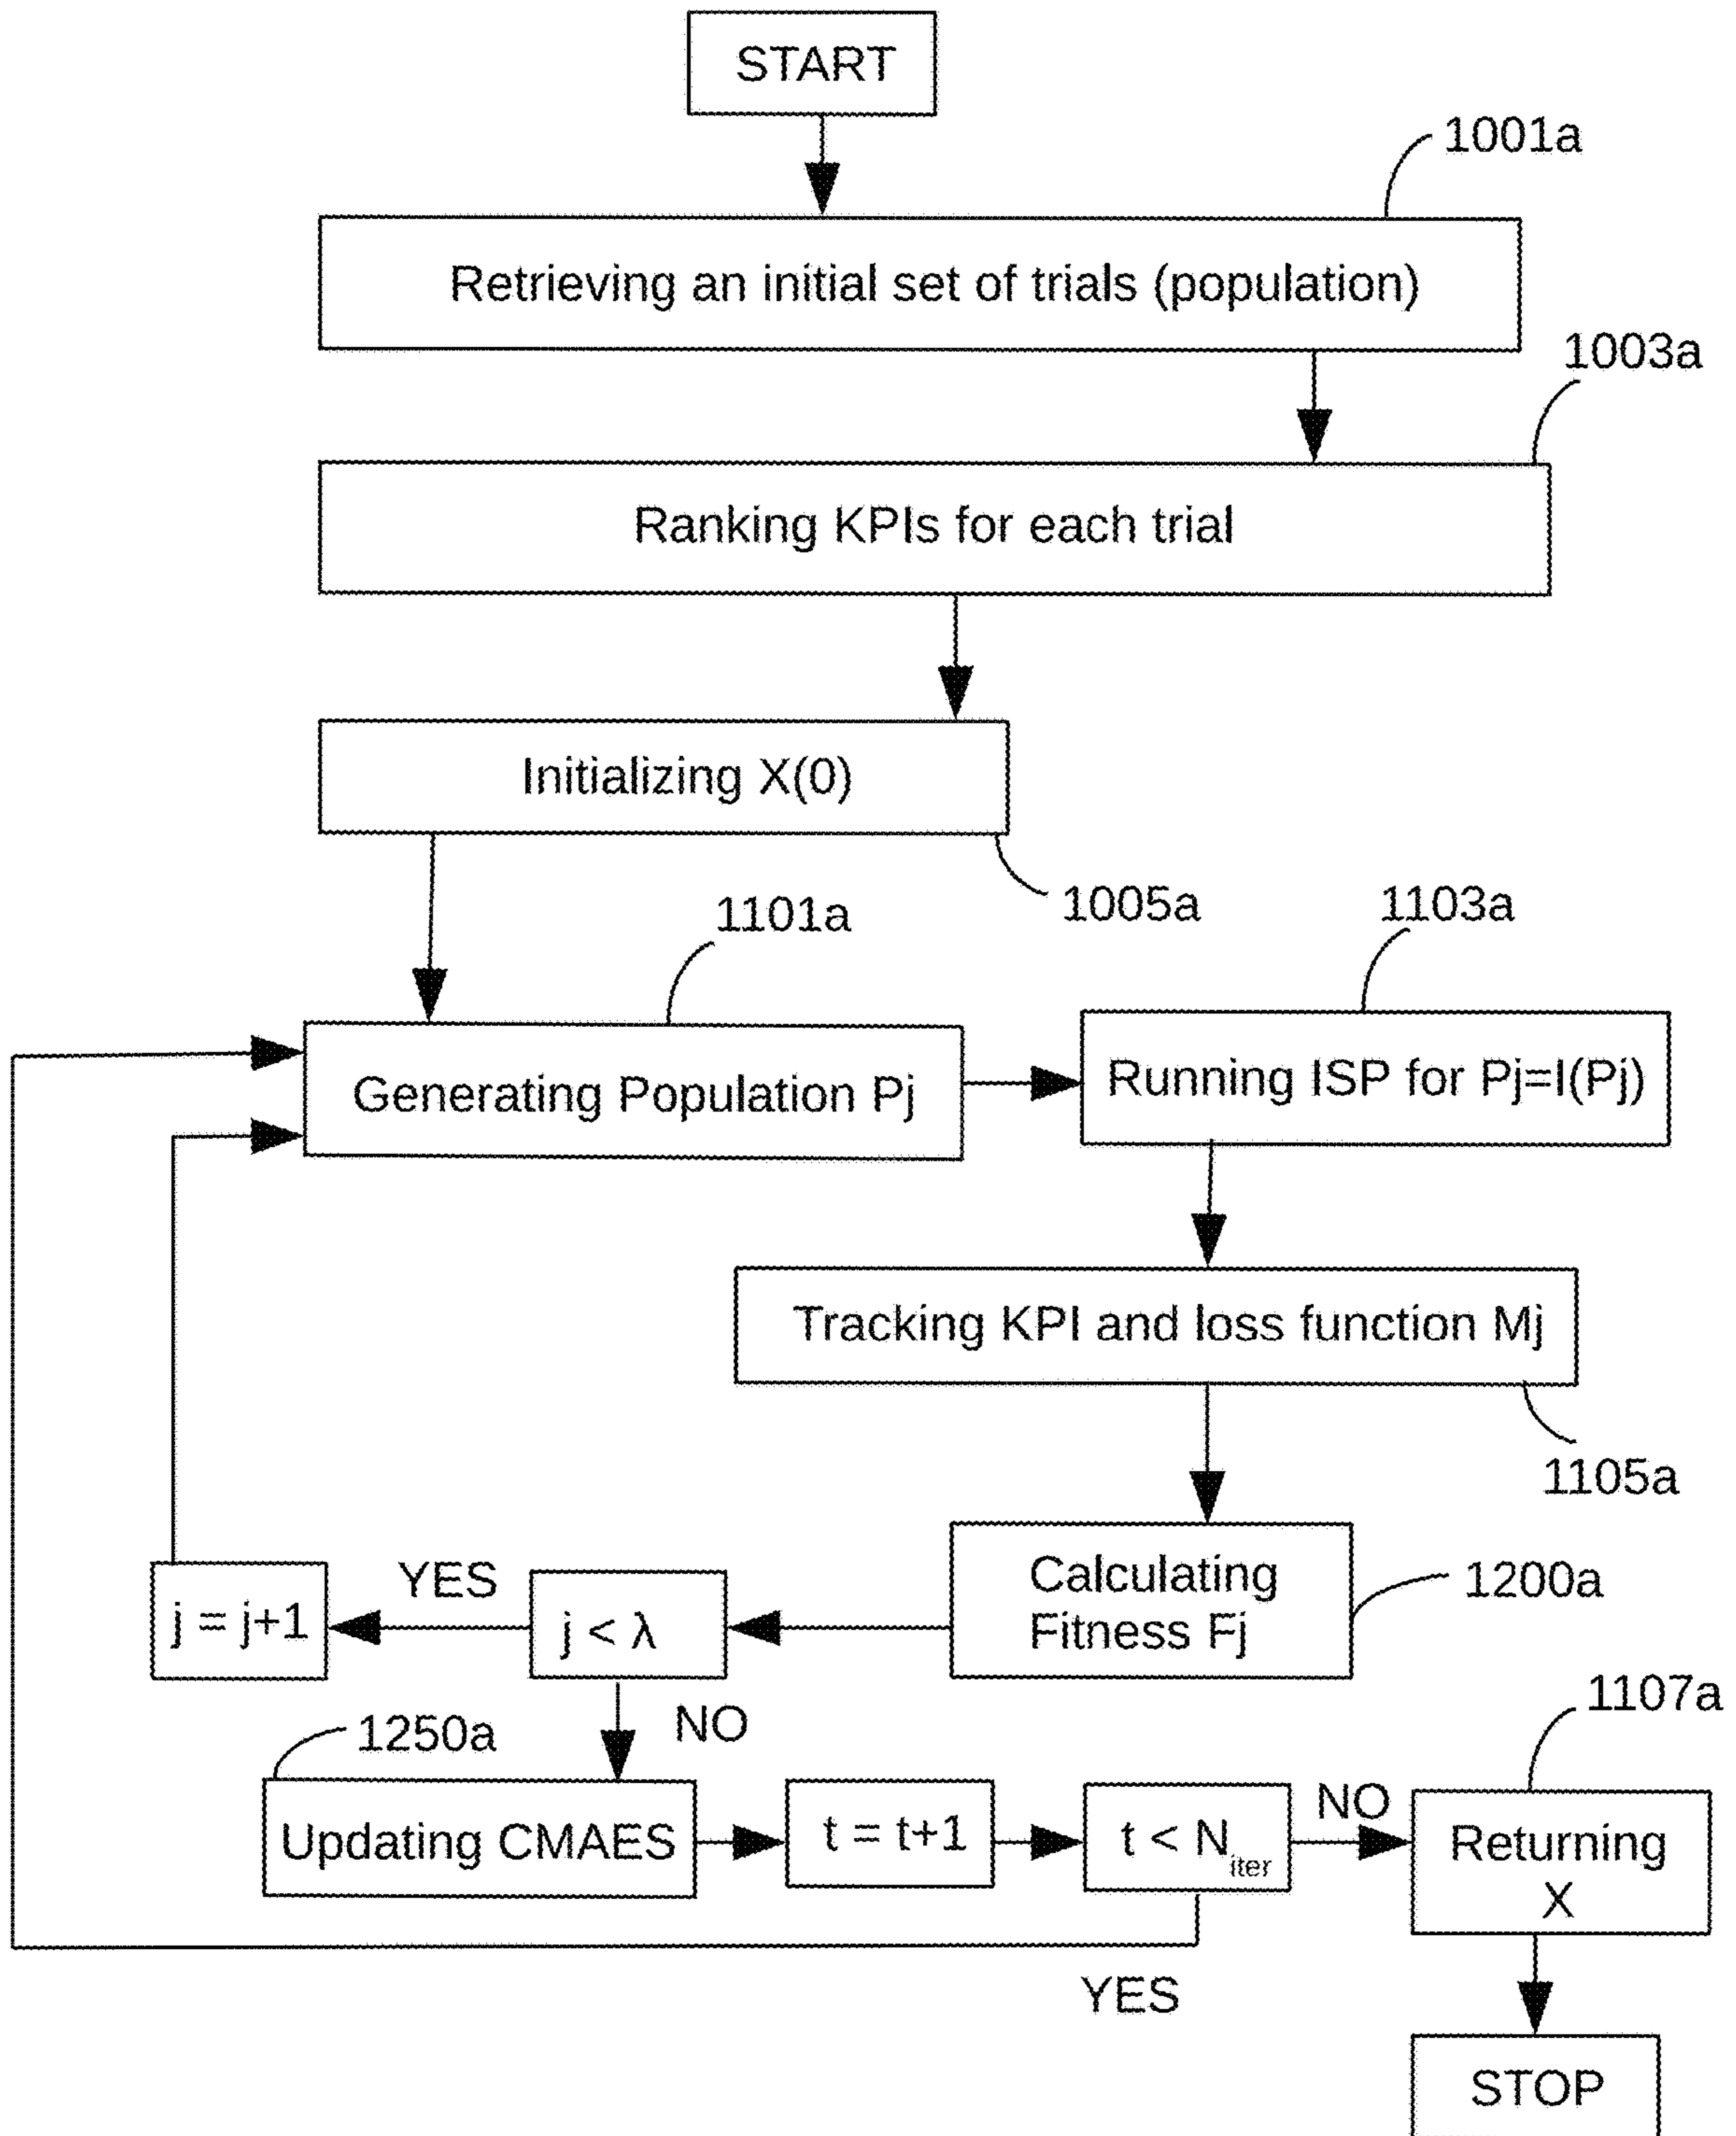 START
1001a
Retrieving an initial set of trials (population)
1003a
Ranking KPIs for each trial
Initializing X(0)
1005a
1101a
1103a
Generating Population Pj
Running ISP for Pj=I(Pj)
Tracking KPI and loss function Mj
1105a
Calculating
Fitness Fj
1200a
YES
j = j+1
j < λ
NO
1250a
1107a
Updating CMAES
t = t+1
t < Niter
NO
Returning
X
YES
STOP